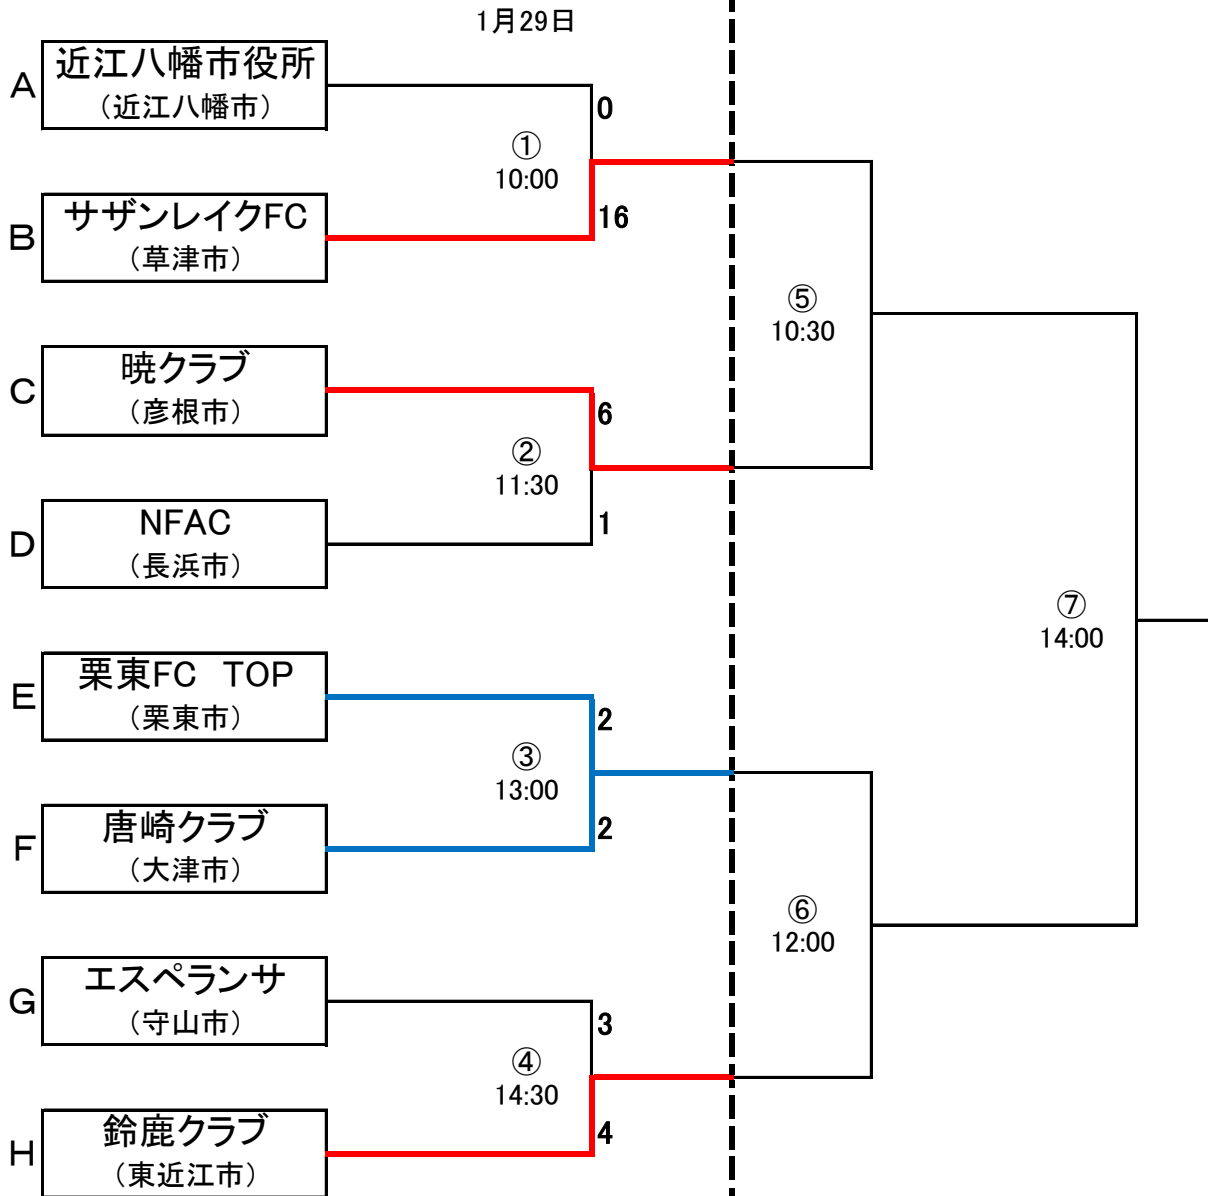 1月29日
A
近江八幡市役所
（近江八幡市）
0
①
10:00
B
サザンレイクFC
（草津市）
16
⑤
10:30
C
暁クラブ
（彦根市）
6
②
11:30
D
NFAC
（長浜市）
1
⑦
14:00
E
栗東FC　TOP
（栗東市）
2
③
13:00
F
唐崎クラブ
（大津市）
2
⑥
12:00
G
エスペランサ
（守山市）
3
④
14:30
H
鈴鹿クラブ
（東近江市）
4